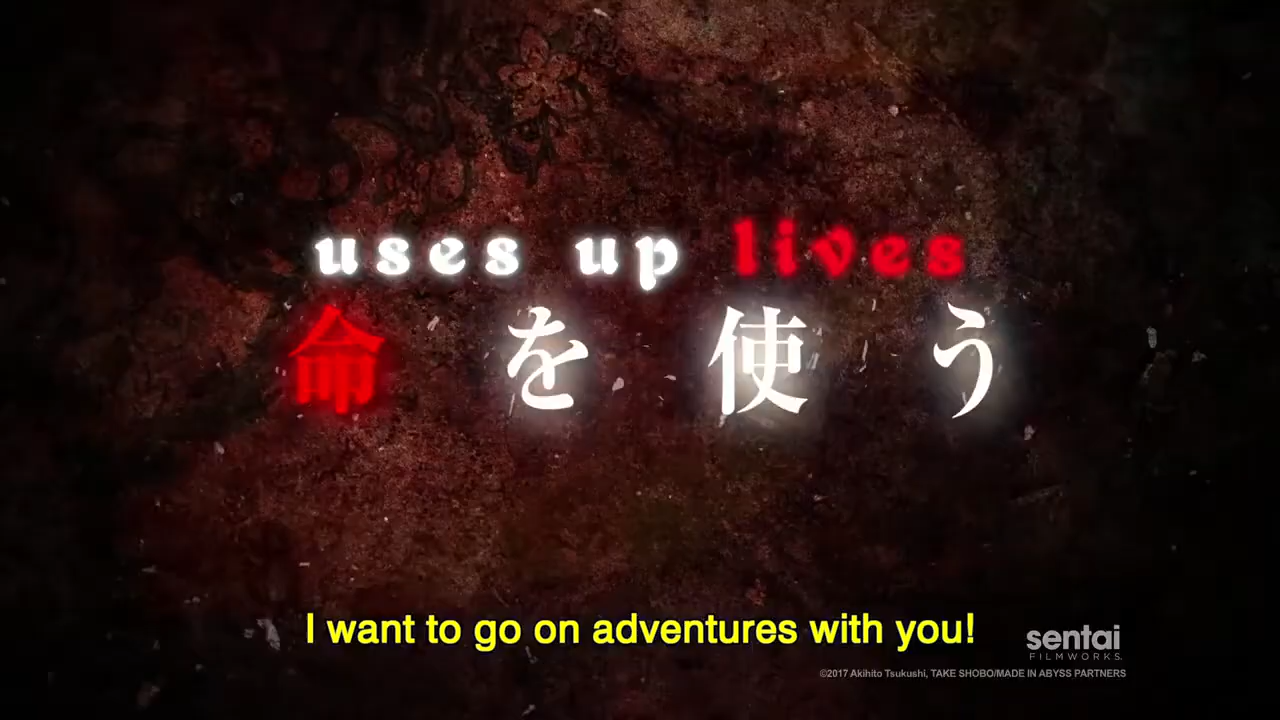 uses up lives
命を使う
I want to go on adventures with you!
sentai
FILMWORKS
©2017 Akihito Tsukushi, TAKE SHOBO/MADE IN ABYSS PARTNERS